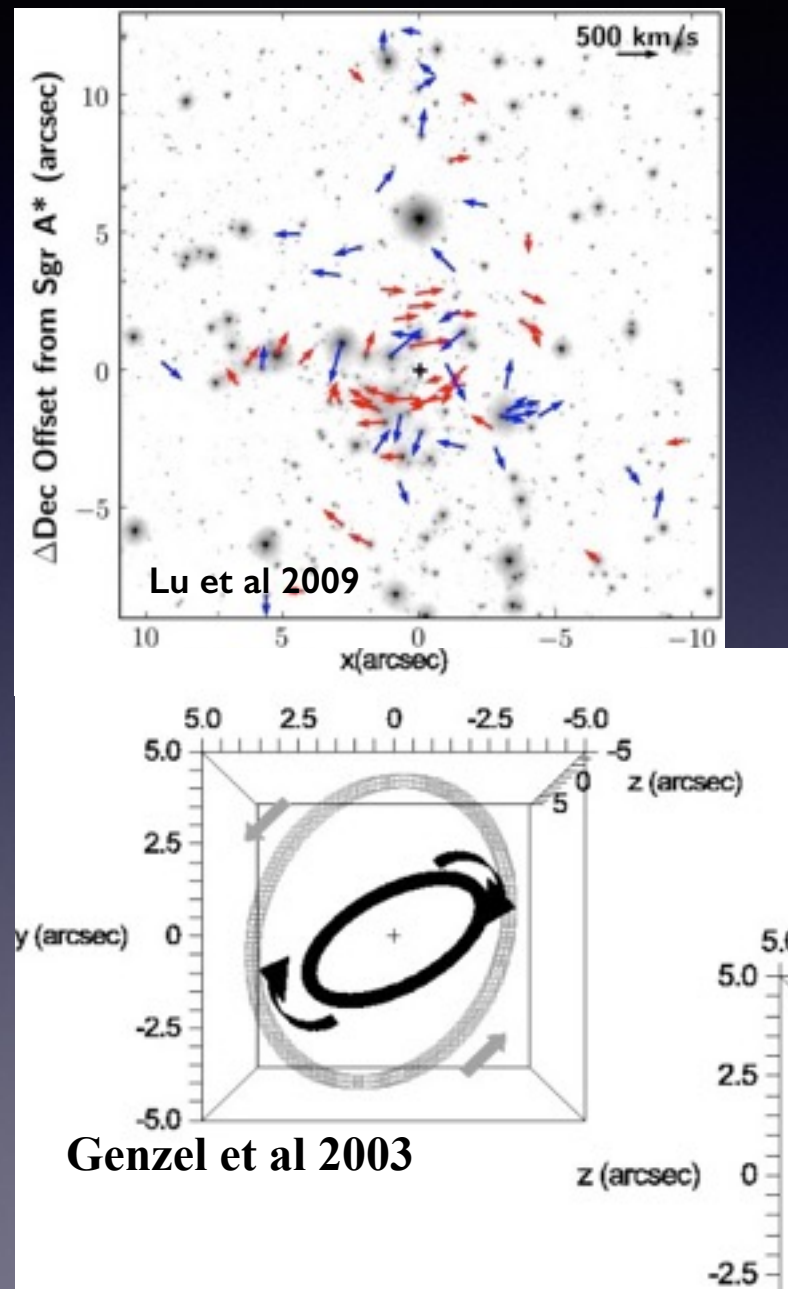 500 km/s
△Dec Offset from Sgr A* (arcsec)
10
5
0
−5
Lu et al 2009
10 5 0 −5 −10
x(arcsec)
5.0 2.5 0 -2.5 -5.0
5.0 -5
0 z (arcsec)
5
2.5
y (arcsec) 0
-2.5
-5.0
Genzel et al 2003
5.0
2.5
z (arcsec) 0
-2.5